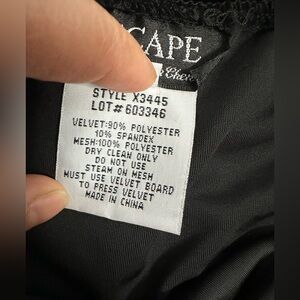 CAPE
STYLE X3445
LOT# 603346
VELVET:90% POLYESTER
10% SPANDEX
MESH:100% POLYESTER
DRY CLEAN ONLY
DO NOT USE
STEAM ON MESH
MUST USE VELVET BOARD
TO PRESS VELVET
MADE IN CHINA